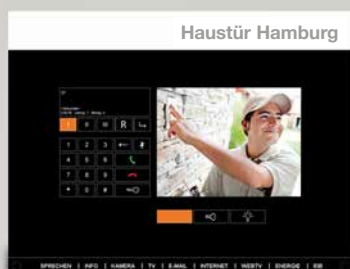 Haustür Hamburg
R
1 2 3
4 5 6
7 8 9
* 0 #
SPRECHEN | INFO | KAMERA | TV | E-MAIL | INTERNET | WEBTV | ENERGIE | EIB